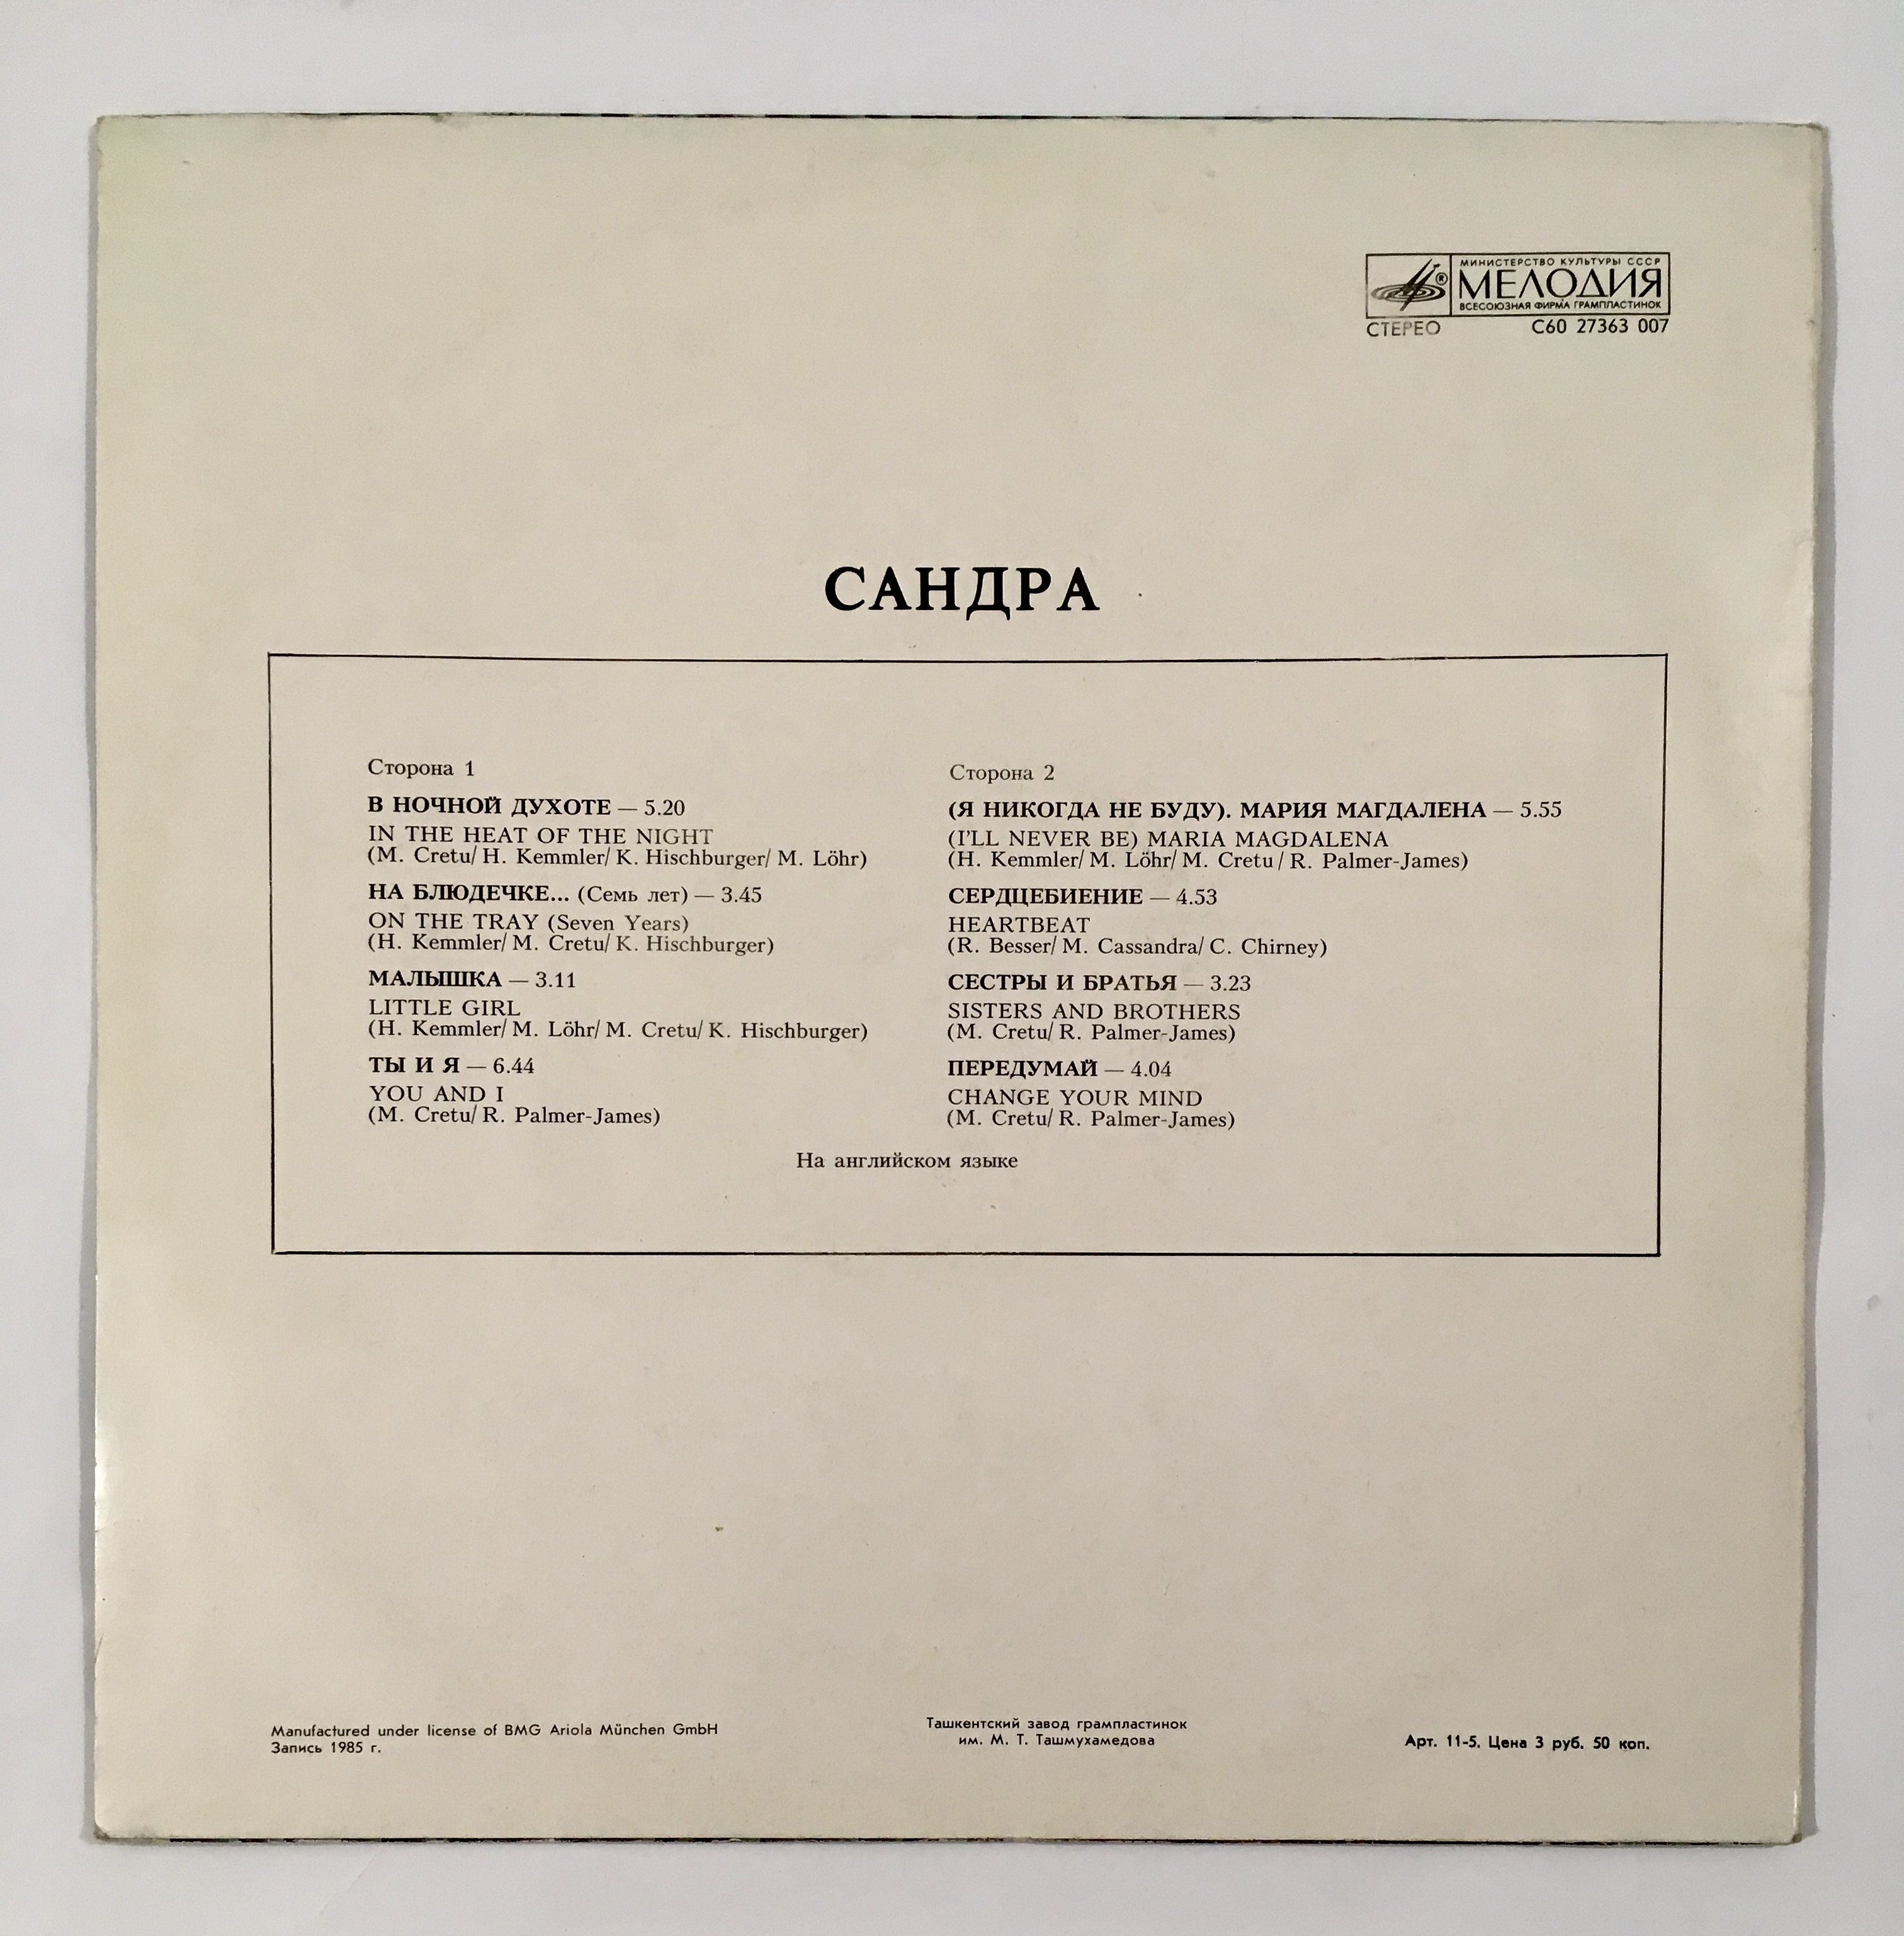 МИНИСТЕРСТВО КУЛЬТУРЫ СССР
МЕЛОДИЯ
ВСЕСОЮЗНАЯ ФИРМА ГРАМПЛАСТИНОК
СТЕРЕО С60 27363 007
САНДРА
Сторона 1
В НОЧНОЙ ДУХОТЕ — 5.20
IN THE HEAT OF THE NIGHT
(M. Cretu/ H. Kemmler/ K. Hischburger/ M. Löhr)
НА БЛЮДЕЧКЕ... (Семь лет) — 3.45
ON THE TRAY (Seven Years)
(H. Kemmler/ M. Cretu/ K. Hischburger)
МАЛЫШКА — 3.11
LITTLE GIRL
(H. Kemmler/ M. Löhr/ M. Cretu/ K. Hischburger)
ТЫ И Я — 6.44
YOU AND I
(M. Cretu/ R. Palmer-James)
Сторона 2
(Я НИКОГДА НЕ БУДУ). МАРИЯ МАГДАЛЕНА — 5.55
(I'LL NEVER BE) MARIA MAGDALENA
(H. Kemmler/ M. Löhr/ M. Cretu / R. Palmer-James)
СЕРДЦЕБИЕНИЕ — 4.53
HEARTBEAT
(R. Besser/ M. Cassandra/ C. Chirney)
СЕСТРЫ И БРАТЬЯ — 3.23
SISTERS AND BROTHERS
(M. Cretu/ R. Palmer-James)
ПЕРЕДУМАЙ — 4.04
CHANGE YOUR MIND
(M. Cretu/ R. Palmer-James)
На английском языке
Manufactured under license of BMG Ariola München GmbH
Запись 1985 г.
Ташкентский завод грампластинок
им. М. Т. Ташмухамедова
Арт. 11-5. Цена 3 руб. 50 коп.